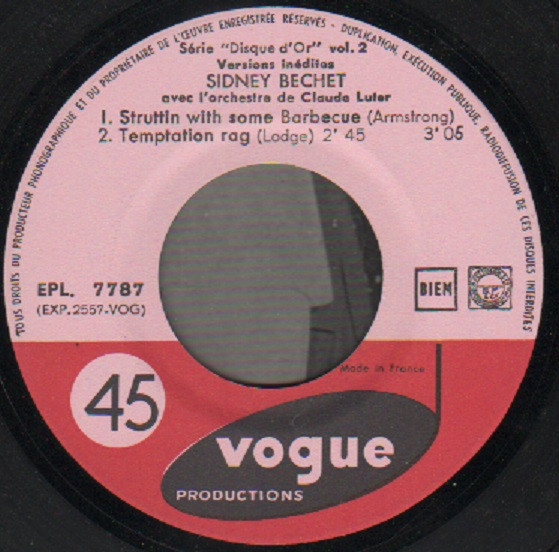 TOUS DROITS DU PRODUCTEUR PHONOGRAPHIQUE ET DU PROPRIÉTAIRE DE L'ŒUVRE ENREGISTRÉE RÉSERVÉS - DUPLICATION, EXÉCUTION PUBLIQUE, RADIODIFFUSION DE CES DISQUES INTERDITES
Série "Disque d'Or" vol. 2
Versions Inédites
SIDNEY BECHET
avec l'orchestre de Claude Luter
1. Struttin with some Barbecue (Armstrong)
3' 05
2. Temptation rag (Lodge) 2' 45
EPL. 7787
(EXP. 2557-VOG)
BIEM
Made in France
45
vogue
PRODUCTIONS